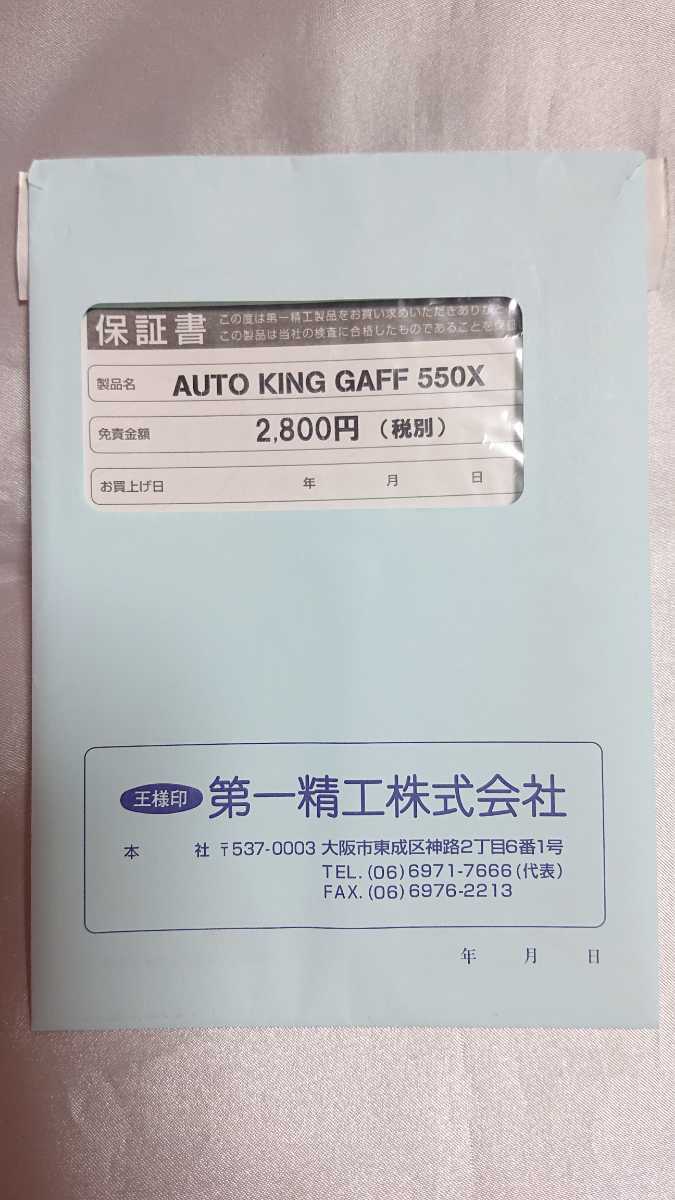 保証書
この度は第一精工製品をお買い求めいただきありがと
この製品は当社の検査に合格したものであることを保証
製品名 AUTO KING GAFF 550X
免責金額 2,800円 (税別)
お買上げ日 年 月 日
王様印 第一精工株式会社
本 社 〒537-0003 大阪市東成区神路2丁目6番1号
TEL.(06)6971-7666(代表)
FAX.(06)6976-2213
年 月 日